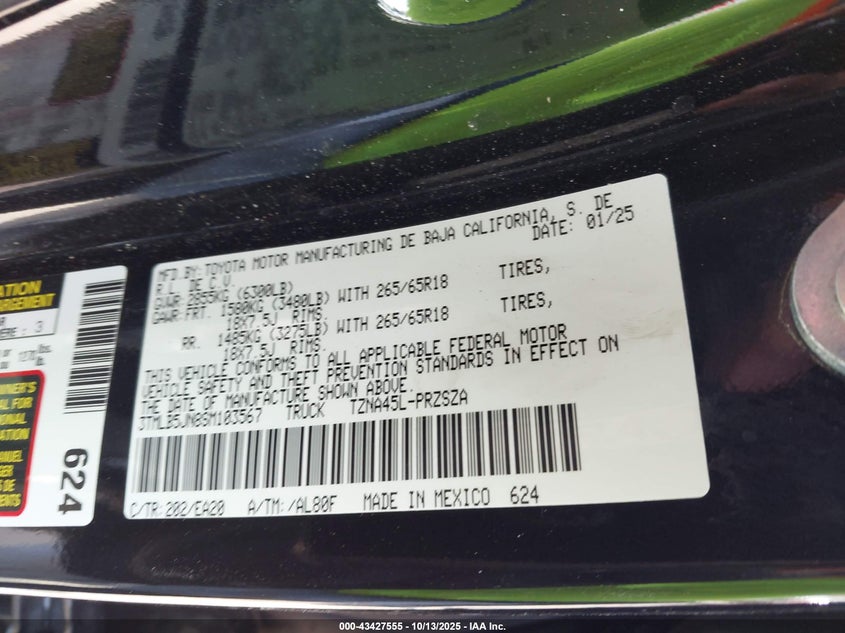 MFD.BY: TOYOTA MOTOR MANUFACTURING DE BAJA CALIFORNIA, S. DE
R.L. DE C.V. DATE: 01/25
GVWR: 2855KG (6300LB)
GAWR: FRT. 1580KG (3480LB) WITH 265/65R18 TIRES,
18X7.5J RIMS.
RR. 1485KG (3275LB) WITH 265/65R18 TIRES,
18X7.5J RIMS.
THIS VEHICLE CONFORMS TO ALL APPLICABLE FEDERAL MOTOR
VEHICLE SAFETY AND THEFT PREVENTION STANDARDS IN EFFECT ON
THE DATE OF MANUFACTURE SHOWN ABOVE.
3TMLB5JN0SM103567 TRUCK TZNA45L-PRZSZA
C/TR: 202/EA20 A/TM: /AL80F MADE IN MEXICO 624
624
000-43427555 - 10/13/2025 - IAA Inc.